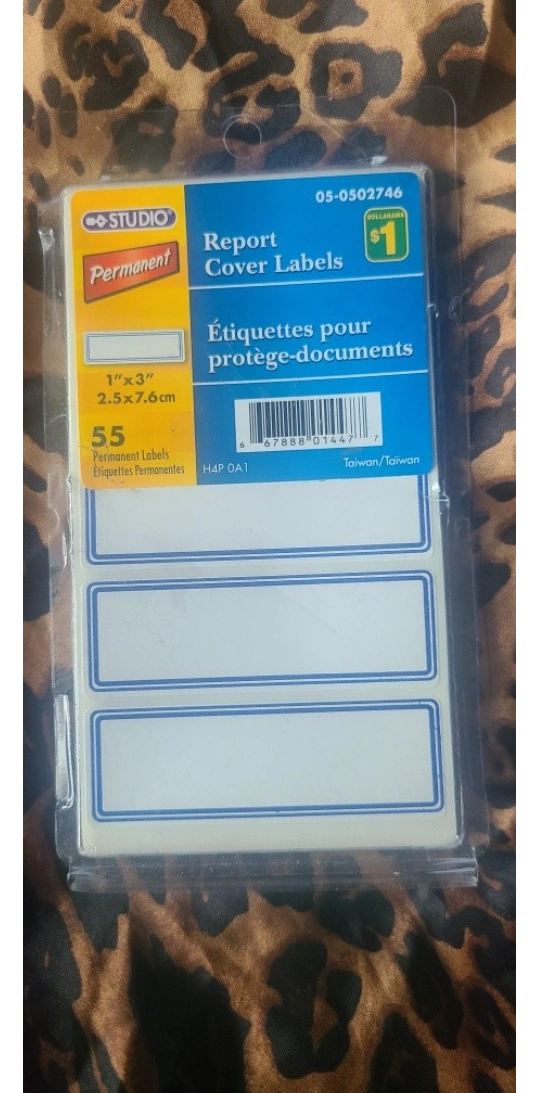 05-0502746
STUDIO®
DOLLARAMA
$1
Report
Cover Labels
Permanent
Étiquettes pour
protège-documents
1"x3"
2.5x7.6cm
55
Permanent Labels
Étiquettes Permanentes
6 67888 01447 7
H4P 0A1
Taiwan/Taïwan